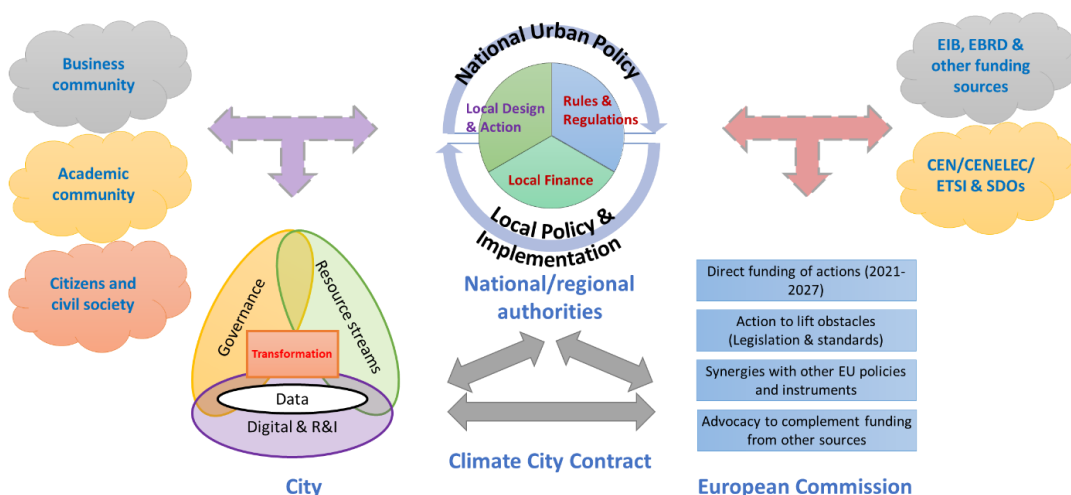 Business
community
Academic
community
Citizens and
civil society
National Urban Policy
Local Design
& Action
Rules &
Regulations
Local Finance
Local Policy &
Implementation
National/regional
authorities
EIB, EBRD &
other funding
sources
CEN/CENELEC/
ETSI & SDOs
Governance
Resource streams
Transformation
Data
Digital & R&I
City
Climate City Contract
Direct funding of actions (2021-
2027)
Action to lift obstacles
(Legislation & standards)
Synergies with other EU policies
and instruments
Advocacy to complement funding
from other sources
European Commission